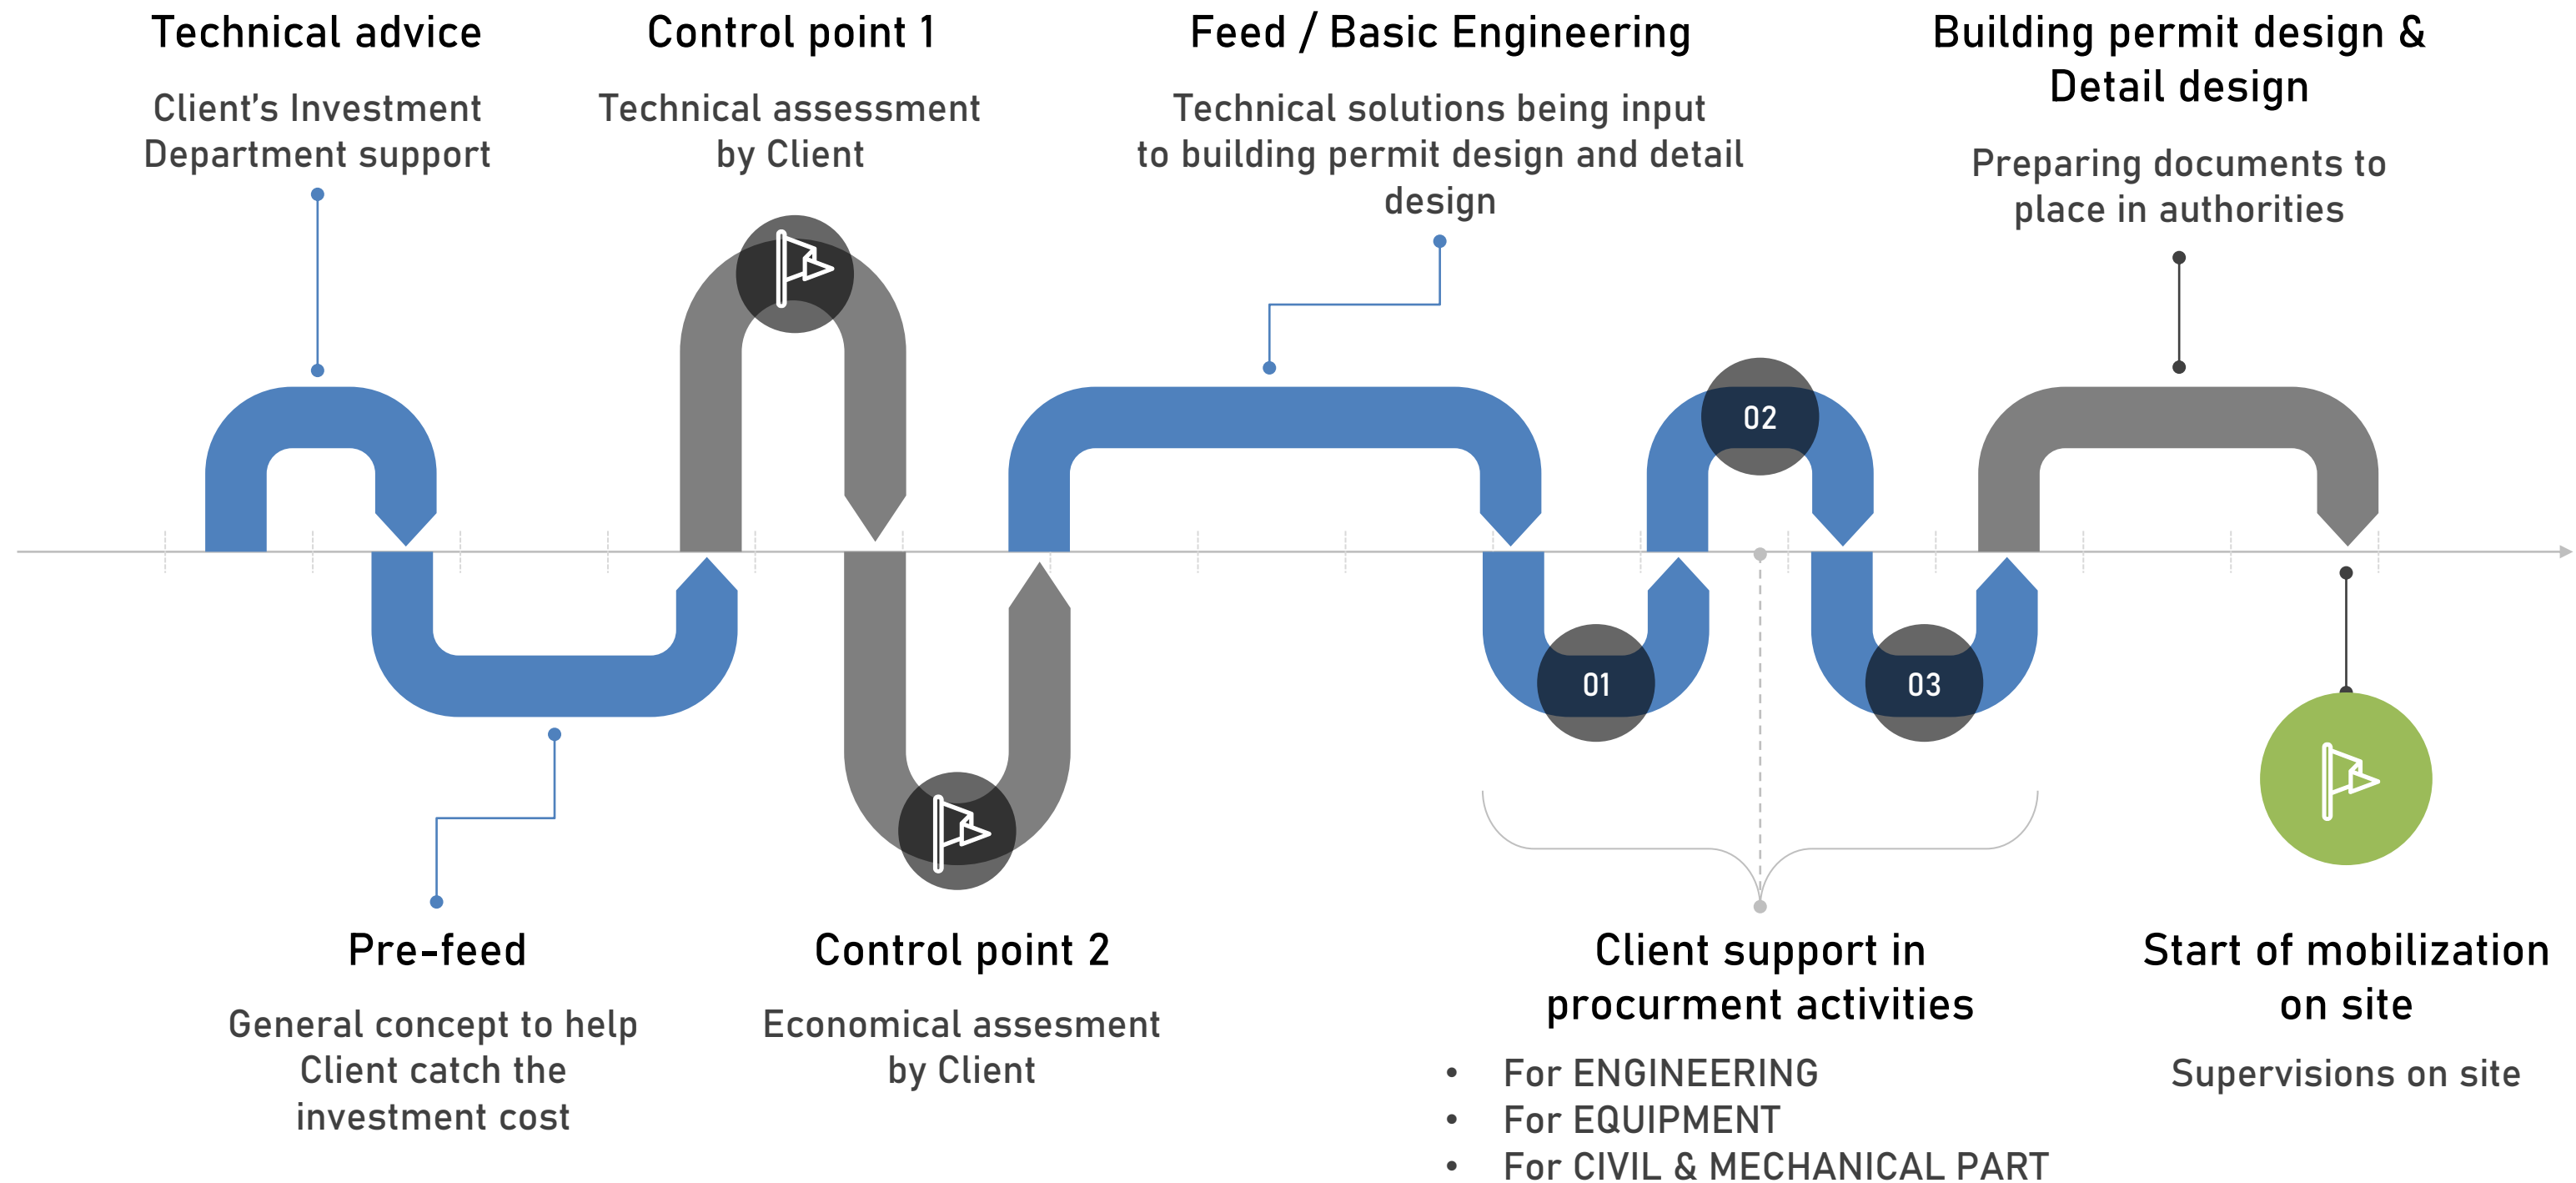 Technical advice
Client’s Investment
Department support
Control point 1
Technical assessment
by Client
Feed / Basic Engineering
Technical solutions being input
to building permit design and detail
design
Building permit design &
Detail design
Preparing documents to
place in authorities
02
01
03
Pre-feed
General concept to help
Client catch the
investment cost
Control point 2
Economical assesment
by Client
Client support in
procurment activities
• For ENGINEERING
• For EQUIPMENT
• For CIVIL & MECHANICAL PART
Start of mobilization
on site
Supervisions on site